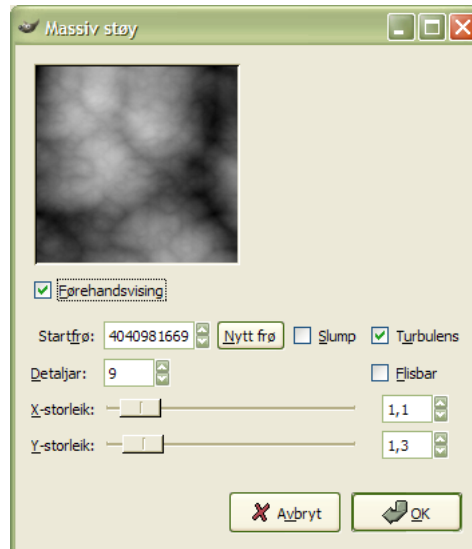 Massiv støy
Førehandsvising
Startfrø: 4040981669 Nytt frø Slump Turbulens
Detaljar: 9 Flisbar
X-storleik: 1,1
Y-storleik: 1,3
Avbryt OK